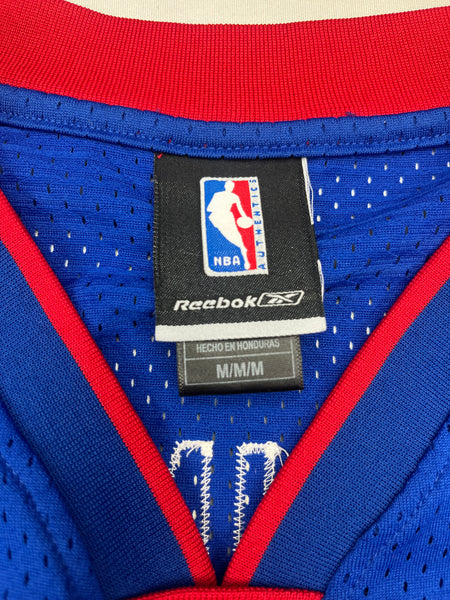 NBA
AUTHENTICS
Reebok
HECHO EN HONDURAS
M/M/M